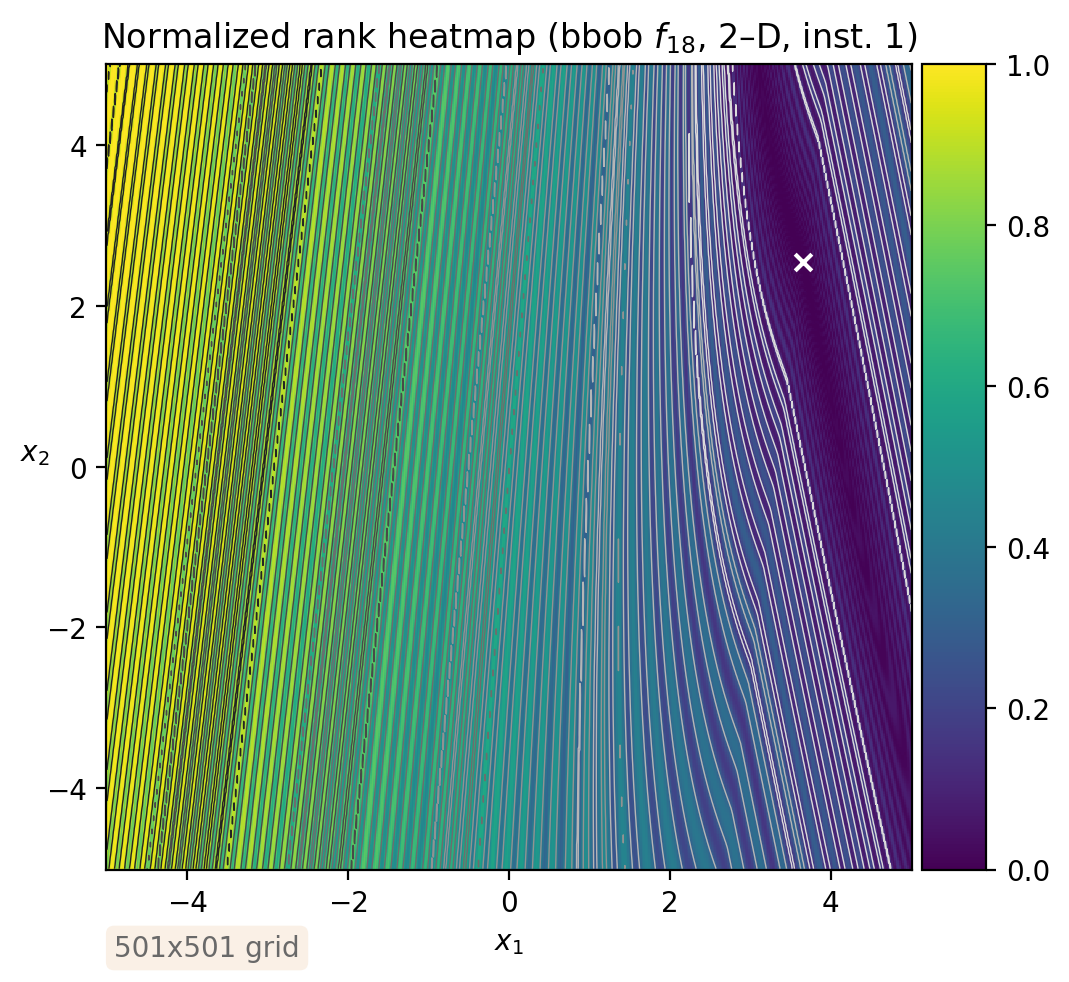 Normalized rank heatmap (bbob f₁₈, 2–D, inst. 1)
1.0
4
0.8
2
0.6
x₂
0
0.4
−2
0.2
−4
0.0
−4 −2 0 2 4
x₁
501x501 grid